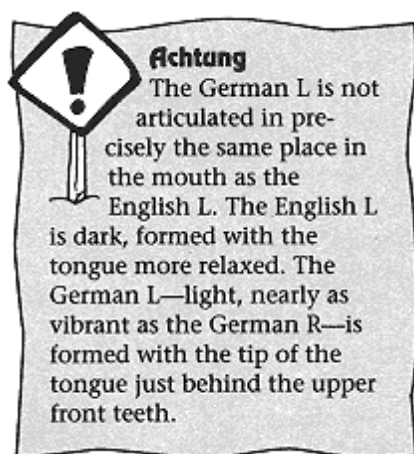 Achtung
The German L is not
articulated in pre-
cisely the same place in
the mouth as the
English L. The English L
is dark, formed with the
tongue more relaxed. The
German L—light, nearly as
vibrant as the German R—is
formed with the tip of the
tongue just behind the upper
front teeth.